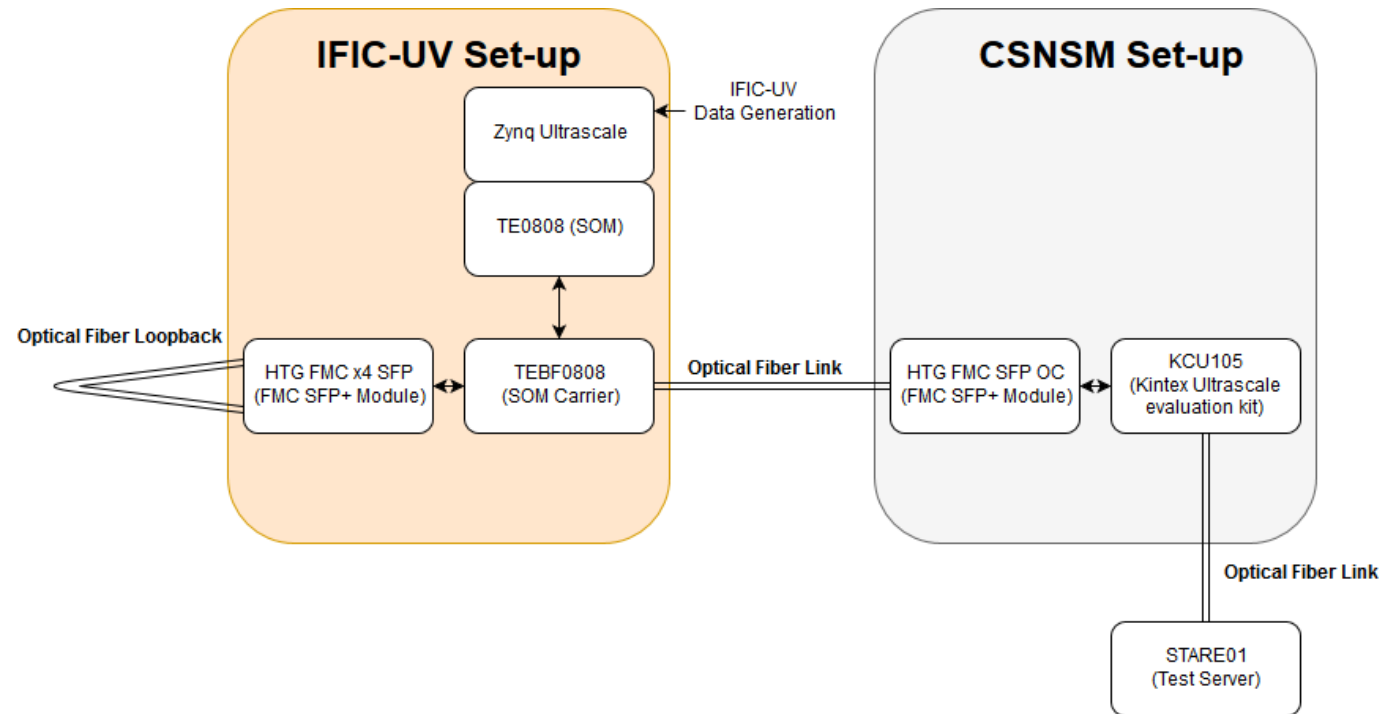 IFIC-UV Set-up
CSNSM Set-up
IFIC-UV
Data Generation
Zynq Ultrascale
TE0808 (SOM)
Optical Fiber Loopback
HTG FMC x4 SFP
(FMC SFP+ Module)
TEBF0808
(SOM Carrier)
Optical Fiber Link
HTG FMC SFP OC
(FMC SFP+ Module)
KCU105
(Kintex Ultrascale
evaluation kit)
Optical Fiber Link
STARE01
(Test Server)